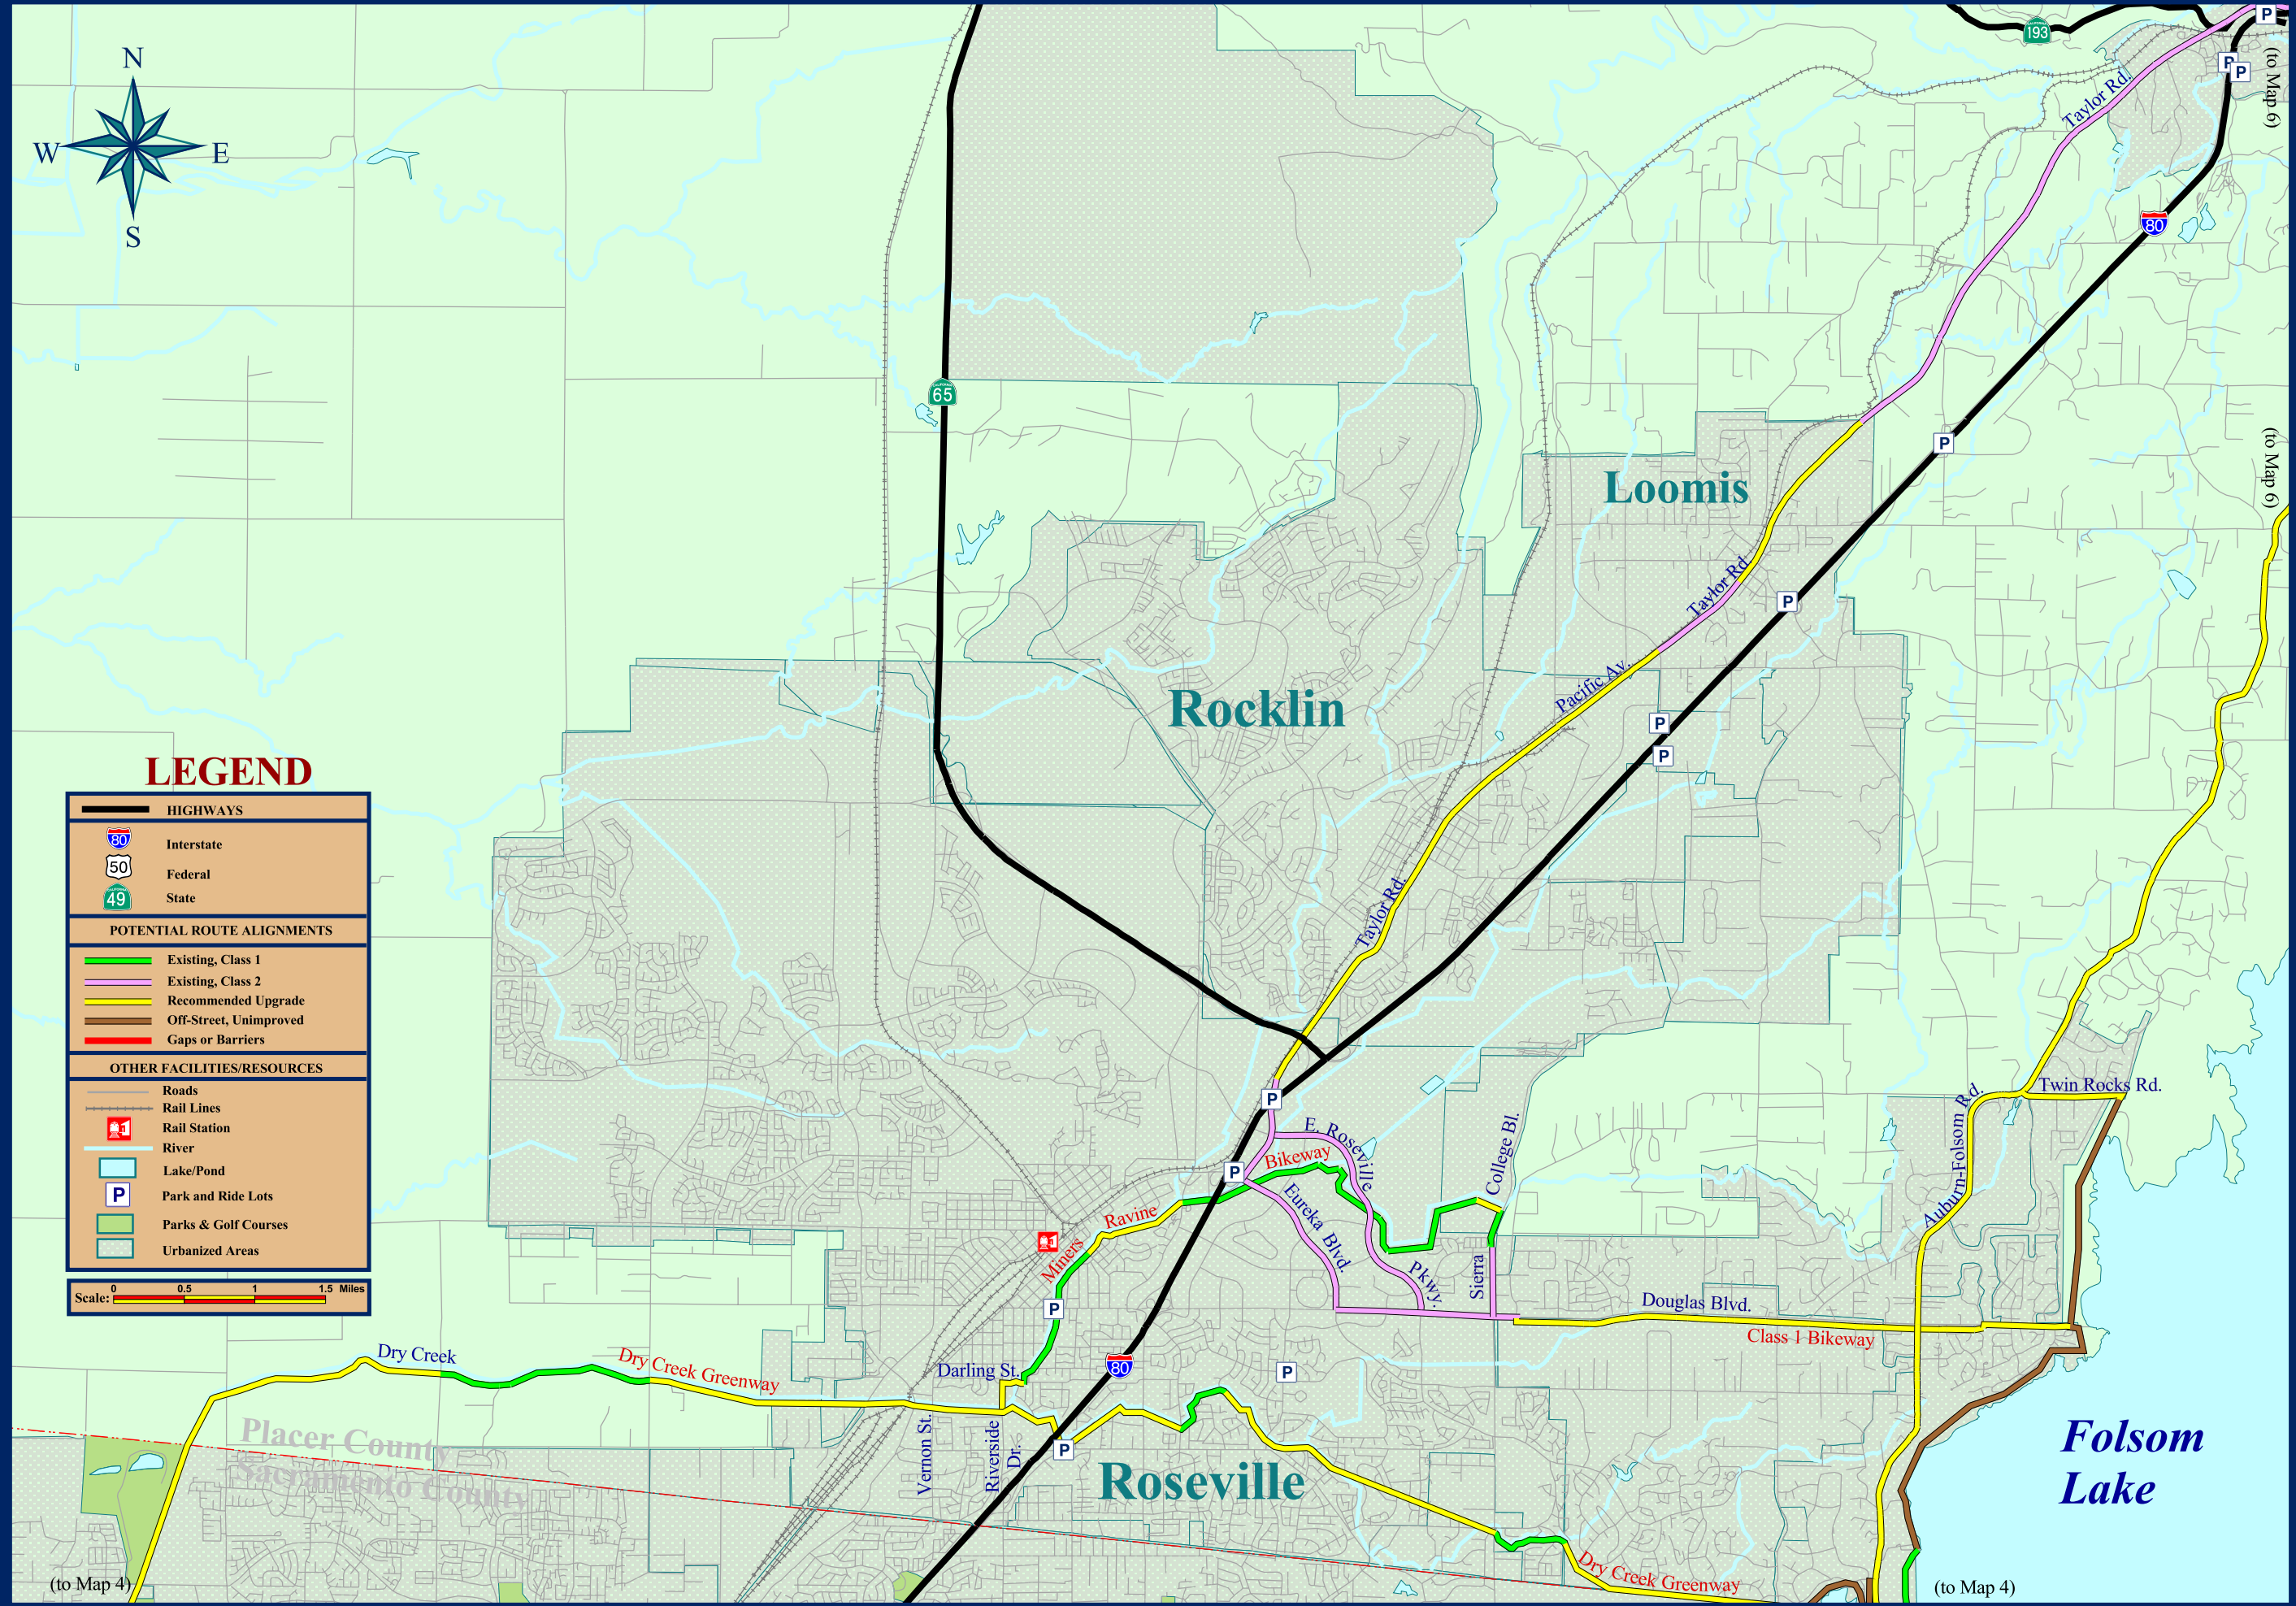 N
W E
S
CALIFORNIA
193
P
P
P
(to Map 6)
Taylor Rd.
80
CALIFORNIA
65
P
(to Map 6)
Loomis
Taylor Rd.
P
Pacific Av.
Rocklin
P
P
Taylor Rd.
LEGEND
HIGHWAYS
80 Interstate
50 Federal
CALIFORNIA
49 State
POTENTIAL ROUTE ALIGNMENTS
Existing, Class 1
Existing, Class 2
Recommended Upgrade
Off-Street, Unimproved
Gaps or Barriers
OTHER FACILITIES/RESOURCES
Roads
Rail Lines
Rail Station
River
Lake/Pond
P Park and Ride Lots
Parks & Golf Courses
Urbanized Areas
Scale: 0 0.5 1 1.5 Miles
P
Twin Rocks Rd.
Auburn-Folsom Rd.
E. Roseville
Pkwy.
College Bl.
Sierra
Bikeway
P
Eureka Blvd.
Ravine
Miners
P
Douglas Blvd.
Class 1 Bikeway
Dry Creek
Dry Creek Greenway
Darling St.
80
P
Vernon St.
Riverside
Dr.
P
Placer County
Sacramento County
Roseville
Folsom
Lake
Dry Creek Greenway
(to Map 4)
(to Map 4)